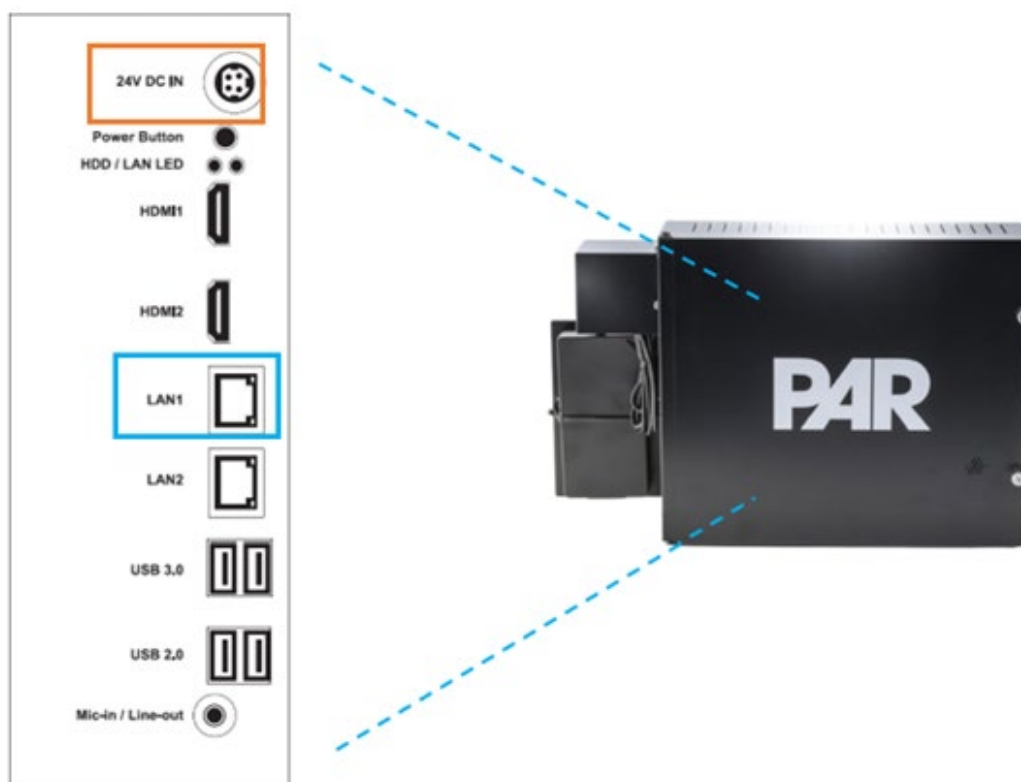 24V DC IN
Power Button
HDD / LAN LED
HDMI1
HDMI2
LAN1
LAN2
USB 3.0
USB 2.0
Mic-in / Line-out
PAR